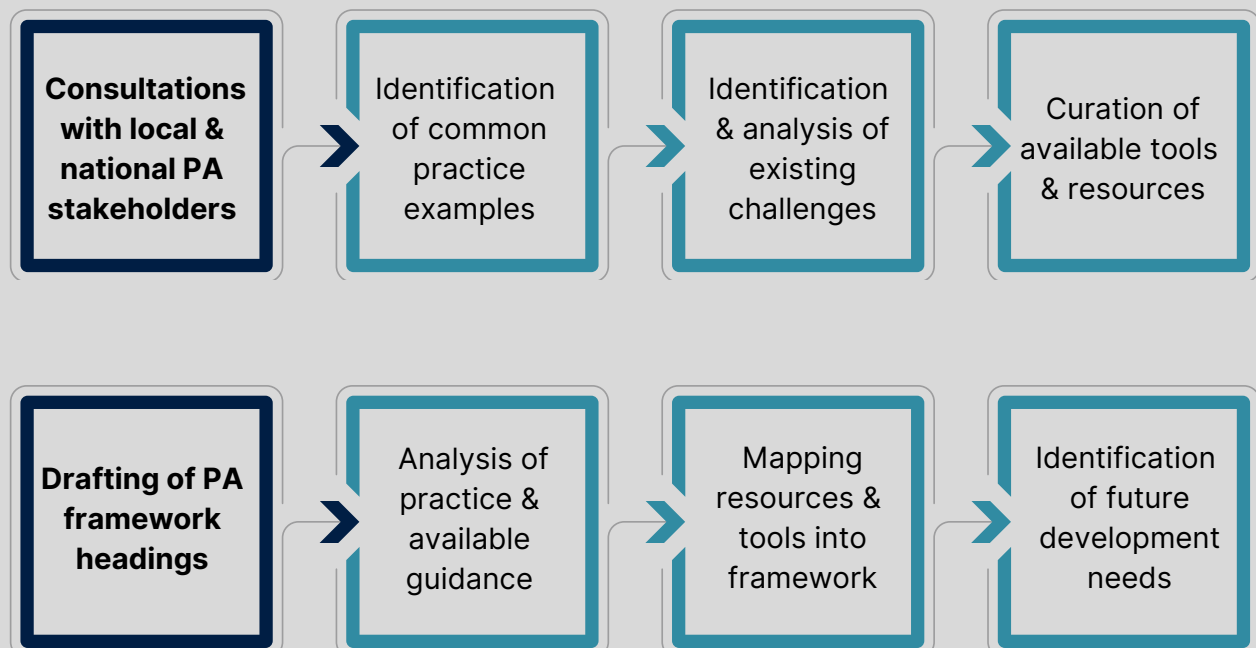 Consultations
with local &
national PA
stakeholders
Identification
of common
practice
examples
Identification
& analysis of
existing
challenges
Curation of
available tools
& resources
Drafting of PA
framework
headings
Analysis of
practice &
available
guidance
Mapping
resources &
tools into
framework
Identification
of future
development
needs